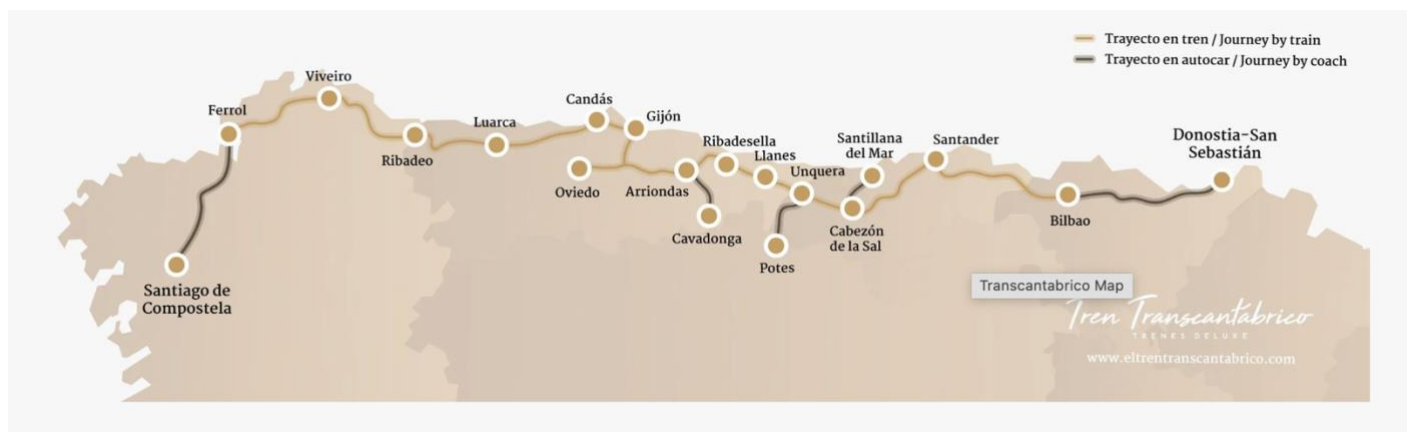 Trayecto en tren / Journey by train
Trayecto en autocar / Journey by coach
Viveiro
Ferrol
Candás
Gijón
Luarca
Ribadeo
Ribadesella
Llanes
Unquera
Santillana
del Mar
Santander
Donostia-San
Sebastián
Oviedo
Arriondas
Cavadonga
Potes
Cabezón
de la Sal
Bilbao
Santiago de
Compostela
Transcantabrico Map
Tren Transcantabrico
TRENES DELUXE
www.eltrentranscantabrico.com